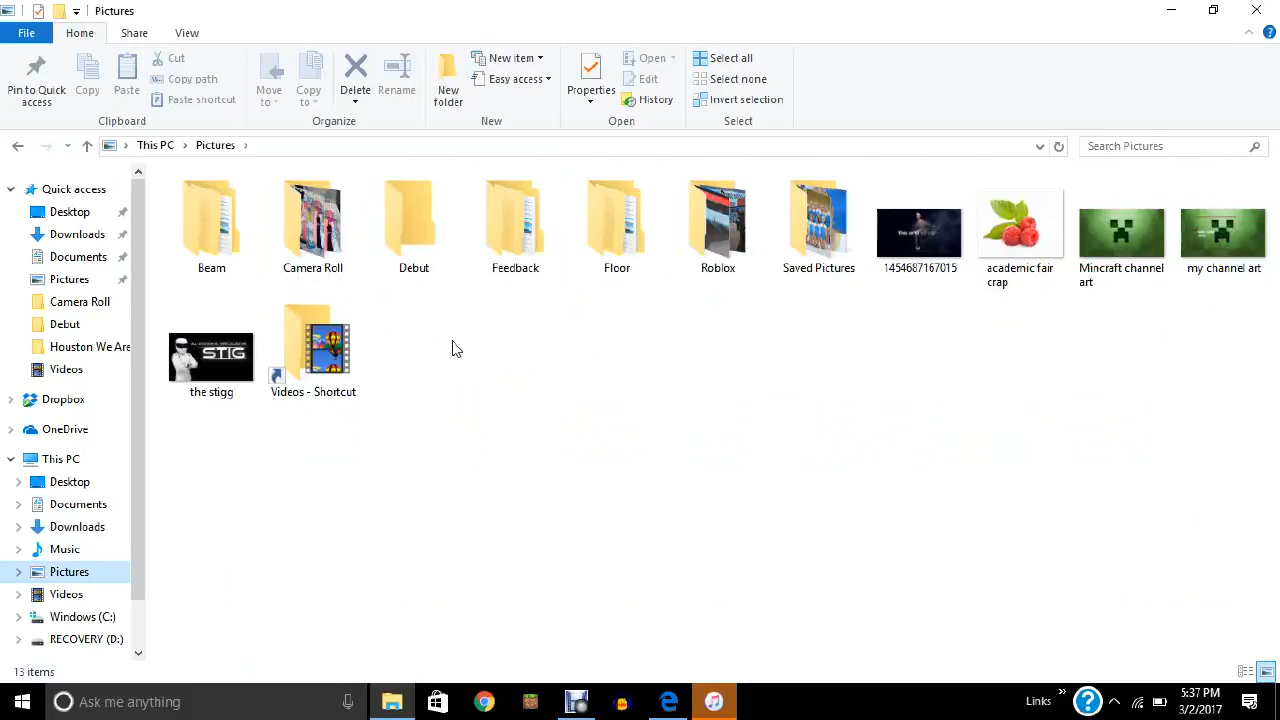 Pictures
File Home Share View
Pin to Quick access
Copy
Paste
Cut
Copy path
Paste shortcut
Move to
Copy to
Delete
Rename
New folder
New item
Easy access
Properties
Open
Edit
History
Select all
Select none
Invert selection
Clipboard
Organize
New
Open
Select
This PC Pictures
Search Pictures
Quick access
Desktop
Downloads
Documents
Pictures
Camera Roll
Debut
Houston We Are
Videos
Dropbox
OneDrive
This PC
Desktop
Documents
Downloads
Music
Pictures
Videos
Windows (C:)
RECOVERY (D:)
Beam
Camera Roll
Debut
Feedback
Floor
Roblox
Saved Pictures
1454687167015
academic fair crap
Mincraft channel art
my channel art
STIG
the stigg
Videos - Shortcut
13 items
Ask me anything
Links
5:37 PM
3/2/2017